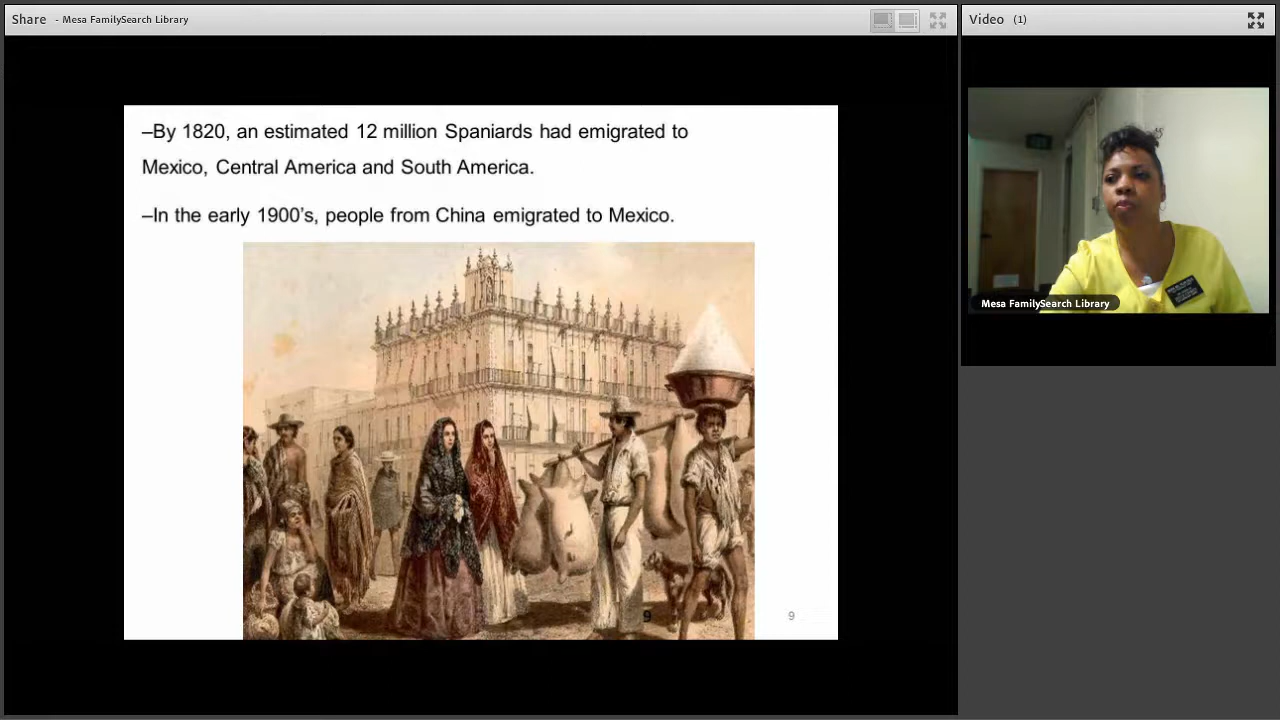 Share - Mesa FamilySearch Library
Video (1)
–By 1820, an estimated 12 million Spaniards had emigrated to
Mexico, Central America and South America.
–In the early 1900’s, people from China emigrated to Mexico.
9
9
Mesa FamilySearch Library